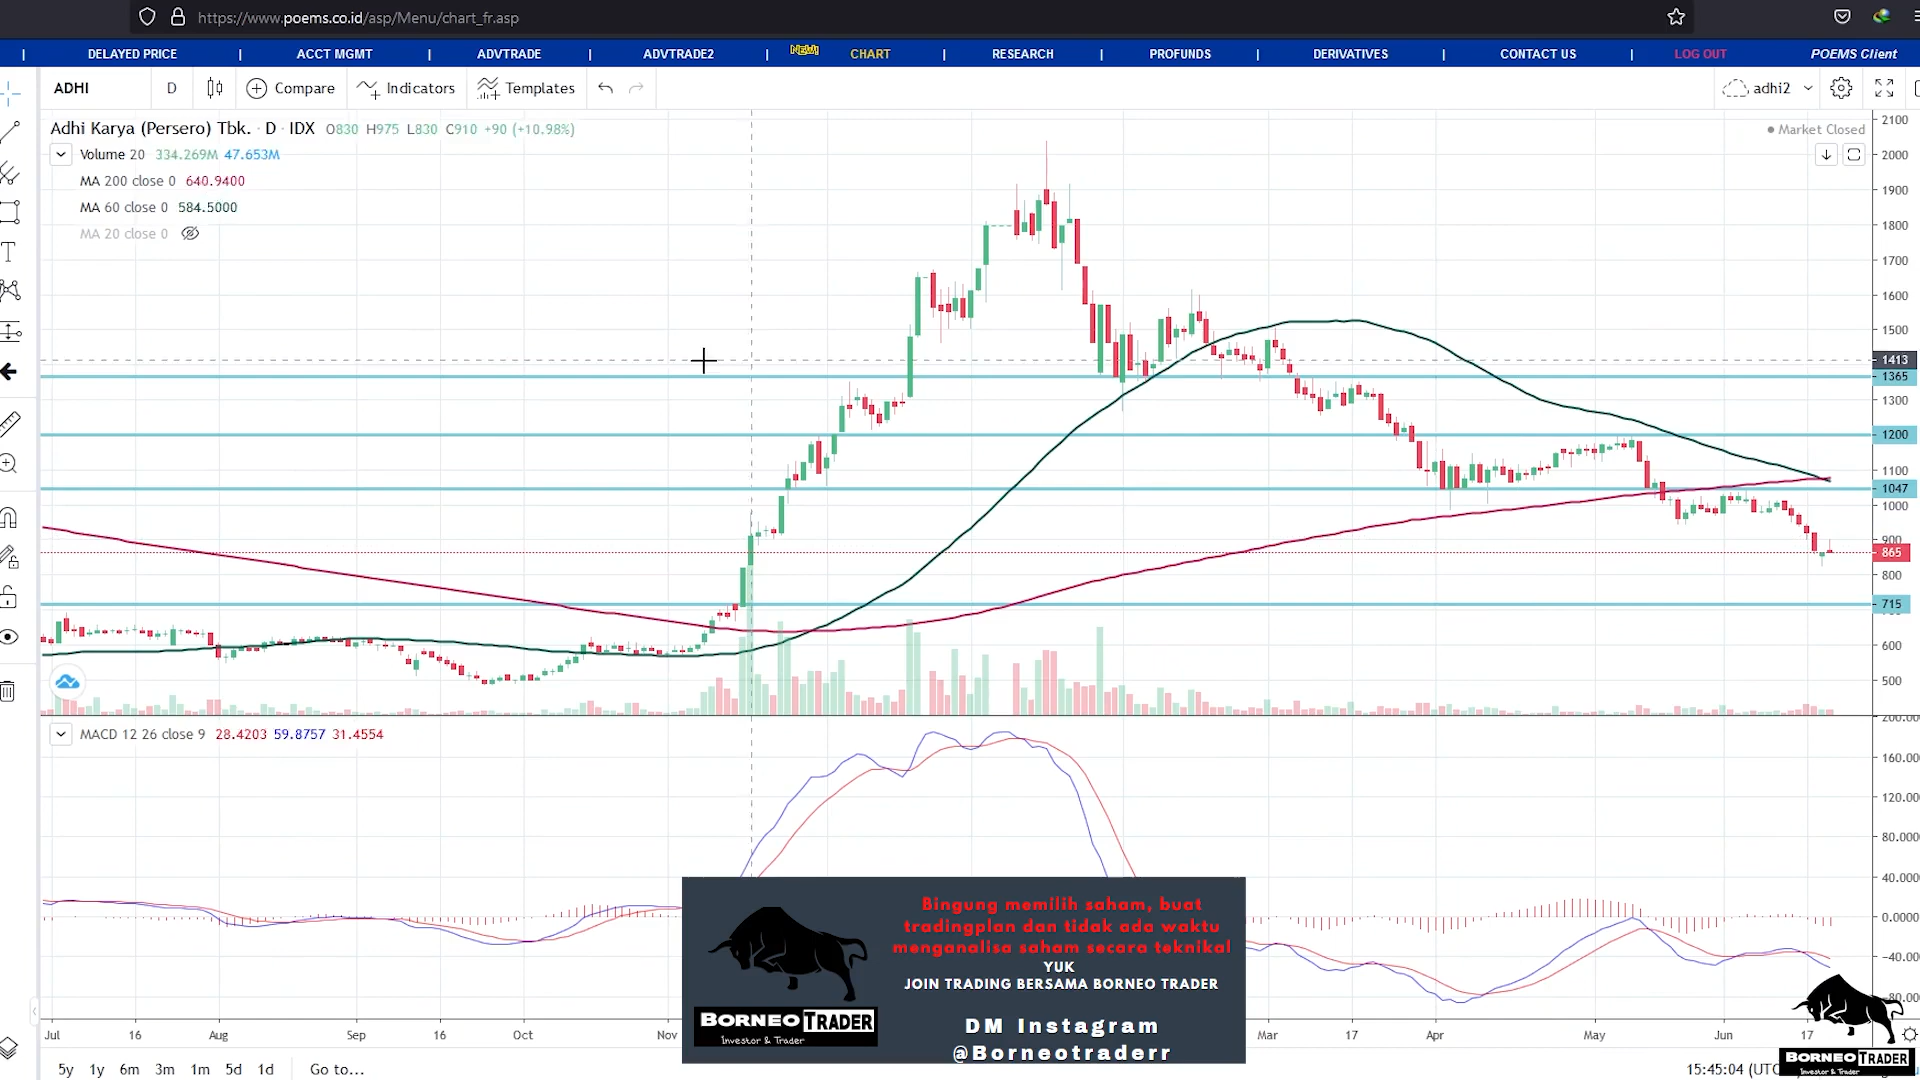 https://www.poems.co.id/asp/Menu/chart_fr.asp
| DELAYED PRICE | ACCT MGMT | ADVTRADE | ADVTRADE2 | NEW! CHART | RESEARCH | PROFUNDS | DERIVATIVES | CONTACT US | LOG OUT POEMS Client
ADHI D Compare Indicators Templates adhi2
Adhi Karya (Persero) Tbk. · D · IDX O830 H975 L830 C910 +90 (+10.98%)
Market Closed
Volume 20 334.269M 47.653M
MA 200 close 0 640.9400
MA 60 close 0 584.5000
MA 20 close 0
2100
2000
1900
1800
1700
1600
1500
1413
1365
1300
1200
1100
1047
1000
900
865
800
715
600
500
MACD 12 26 close 9 28.4203 59.8757 31.4554
200.00
160.00
120.00
80.000
40.000
0.0000
-40.00
-80.00
Bingung memilih saham, buat
tradingplan dan tidak ada waktu
menganalisa saham secara teknikal
YUK
JOIN TRADING BERSAMA BORNEO TRADER
DM Instagram
@Borneotraderr
BORNEO TRADER
Investor & Trader
Jul 16 Aug Sep 16 Oct Nov Mar 17 Apr May Jun 17
BORNEO TRADER
Investor & Trader
5y 1y 6m 3m 1m 5d 1d Go to... 15:45:04 (UTC